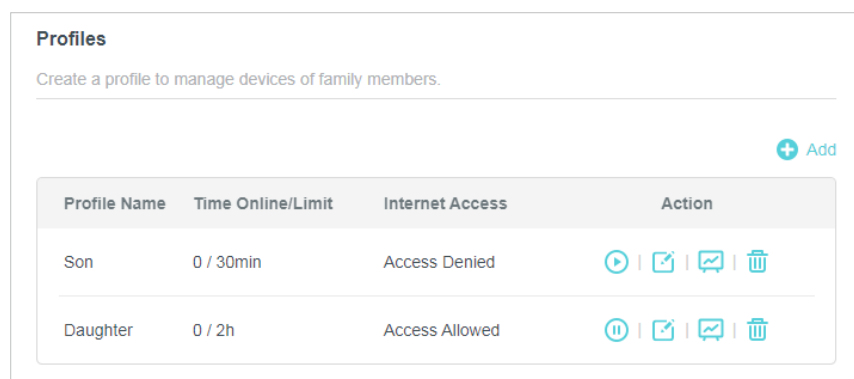 Profiles
Create a profile to manage devices of family members.
Add
Profile Name Time Online/Limit Internet Access Action
Son 0 / 30min Access Denied
Daughter 0 / 2h Access Allowed